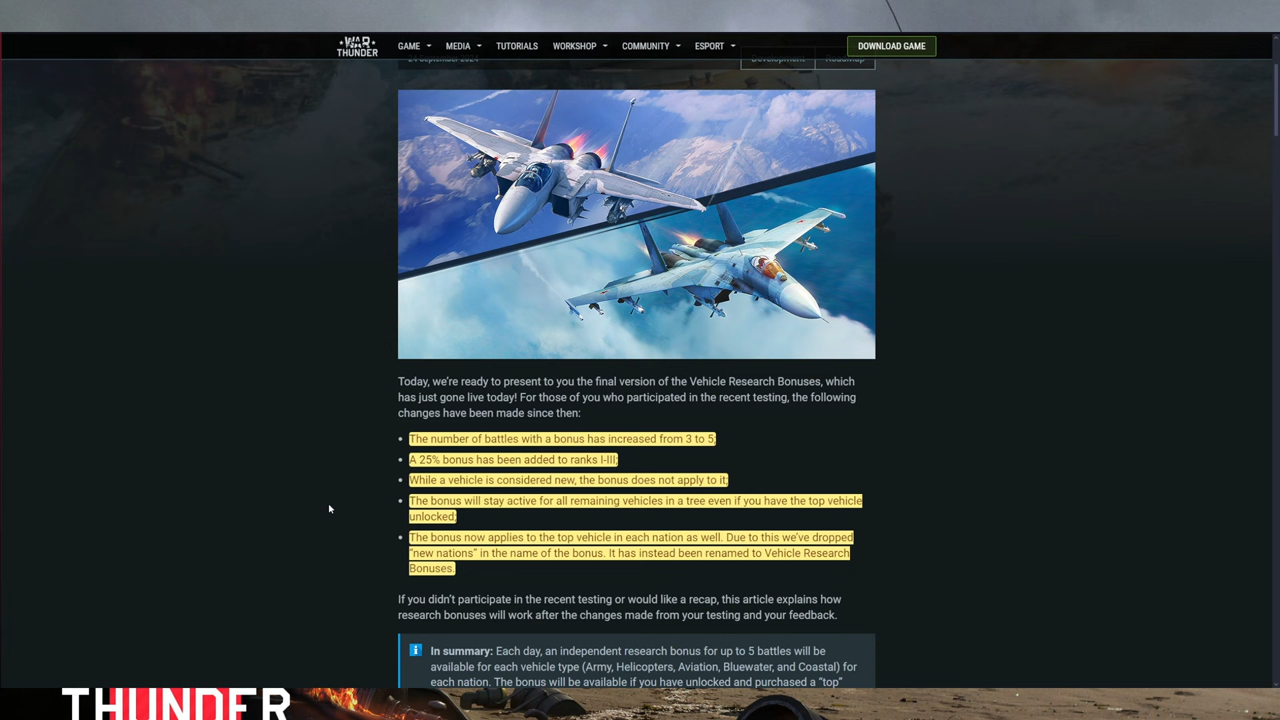 WAR
THUNDER
GAME
MEDIA
TUTORIALS
WORKSHOP
COMMUNITY
ESPORT
DOWNLOAD GAME
24 September 2024
Development
Roadmap
Today, we're ready to present to you the final version of the Vehicle Research Bonuses, which
has just gone live today! For those of you who participated in the recent testing, the following
changes have been made since then:
• The number of battles with a bonus has increased from 3 to 5;
• A 25% bonus has been added to ranks I-III;
• While a vehicle is considered new, the bonus does not apply to it;
• The bonus will stay active for all remaining vehicles in a tree even if you have the top vehicle
unlocked;
• The bonus now applies to the top vehicle in each nation as well. Due to this we've dropped
“new nations” in the name of the bonus. It has instead been renamed to Vehicle Research
Bonuses.
If you didn't participate in the recent testing or would like a recap, this article explains how
research bonuses will work after the changes made from your testing and your feedback.
i
In summary: Each day, an independent research bonus for up to 5 battles will be
available for each vehicle type (Army, Helicopters, Aviation, Bluewater, and Coastal) for
each nation. The bonus will be available if you have unlocked and purchased a “top”
THUNDER